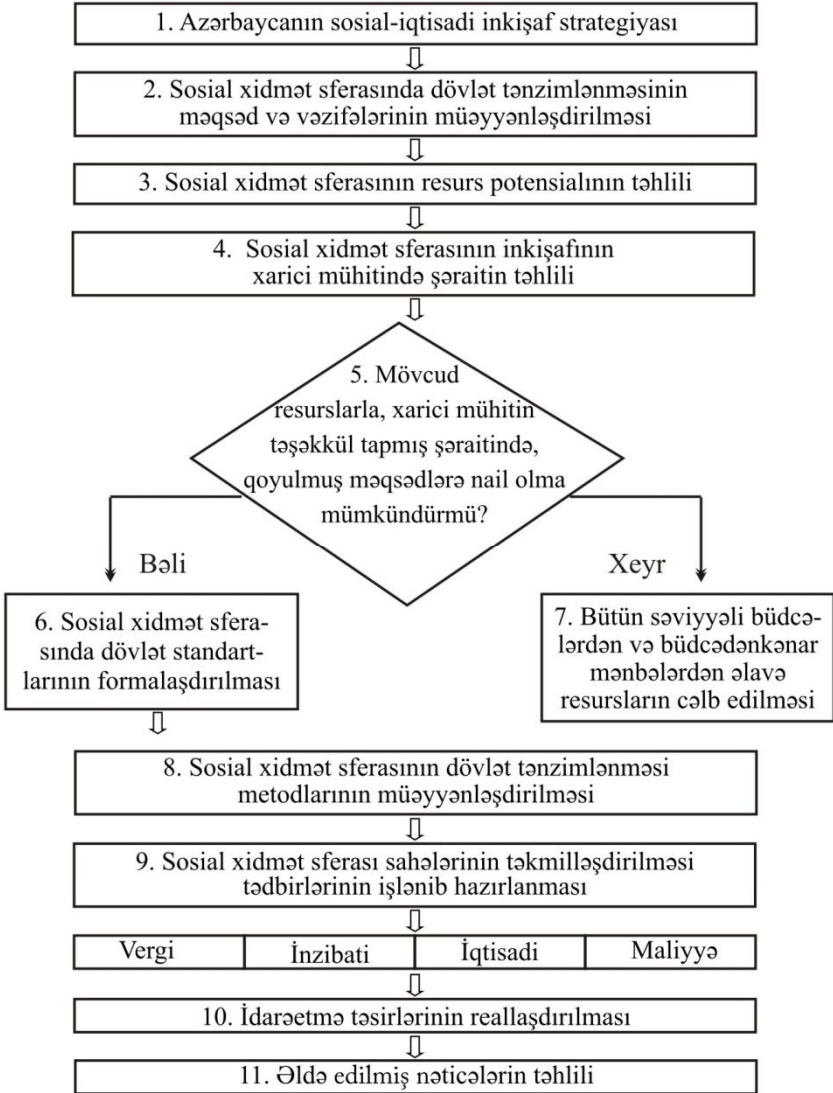 1. Azərbaycanın sosial-iqtisadi inkişaf strategiyası
2. Sosial xidmət sferasında dövlət tənzimlənməsinin
məqsəd və vəzifələrinin müəyyənləşdirilməsi
3. Sosial xidmət sferasının resurs potensialının təhlili
4. Sosial xidmət sferasının inkişafının
xarici mühitində şəraitin təhlili
5. Mövcud
resurslarla, xarici mühitin
təşəkkül tapmış şəraitində,
qoyulmuş məqsədlərə nail olma
mümkündürmü?
Bəli
Xeyr
6. Sosial xidmət sfera-
sında dövlət standart-
larının formalaşdırılması
7. Bütün səviyyəli büdcə-
lərdən və büdcədənkənar
mənbələrdən əlavə
resursların cəlb edilməsi
8. Sosial xidmət sferasının dövlət tənzimlənməsi
metodlarının müəyyənləşdirilməsi
9. Sosial xidmət sferası sahələrinin təkmilləşdirilməsi
tədbirlərinin işlənib hazırlanması
Vergi İnzibati İqtisadi Maliyyə
10. İdarəetmə təsirlərinin reallaşdırılması
11. Əldə edilmiş nəticələrin təhlili